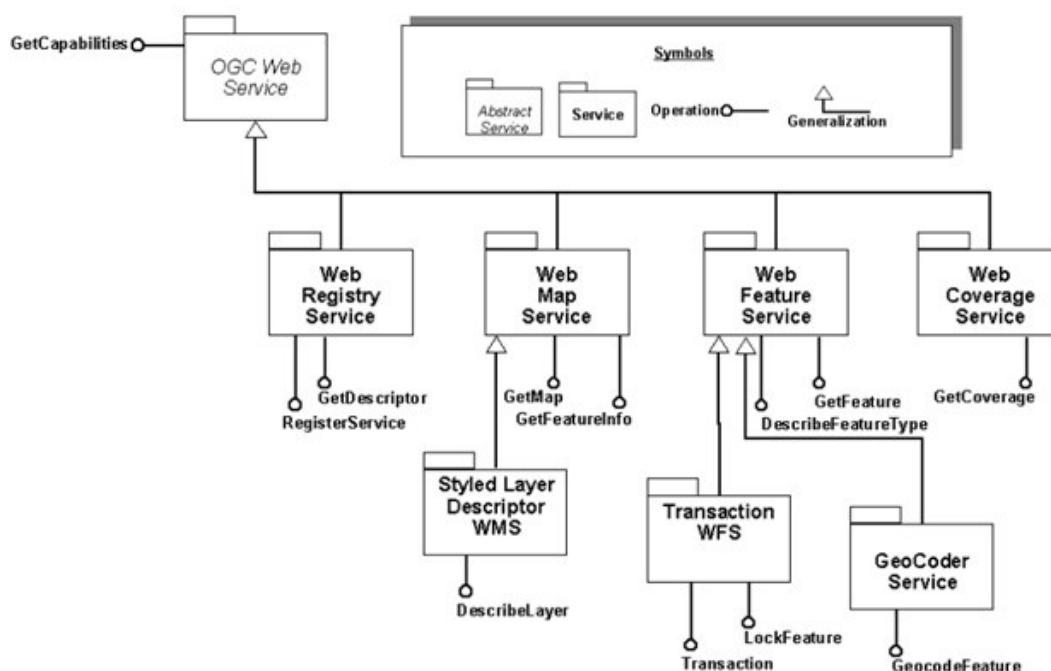 GetCapabilities
OGC Web
Service
Symbols
Abstract
Service
Service
Operation
Generalization
Web
Registry
Service
Web
Map
Service
Web
Feature
Service
Web
Coverage
Service
GetDescriptor
RegisterService
GetMap
GetFeatureInfo
GetFeature
DescribeFeatureType
GetCoverage
Styled Layer
Descriptor
WMS
Transaction
WFS
GeoCoder
Service
DescribeLayer
LockFeature
Transaction
GeocodeFeature